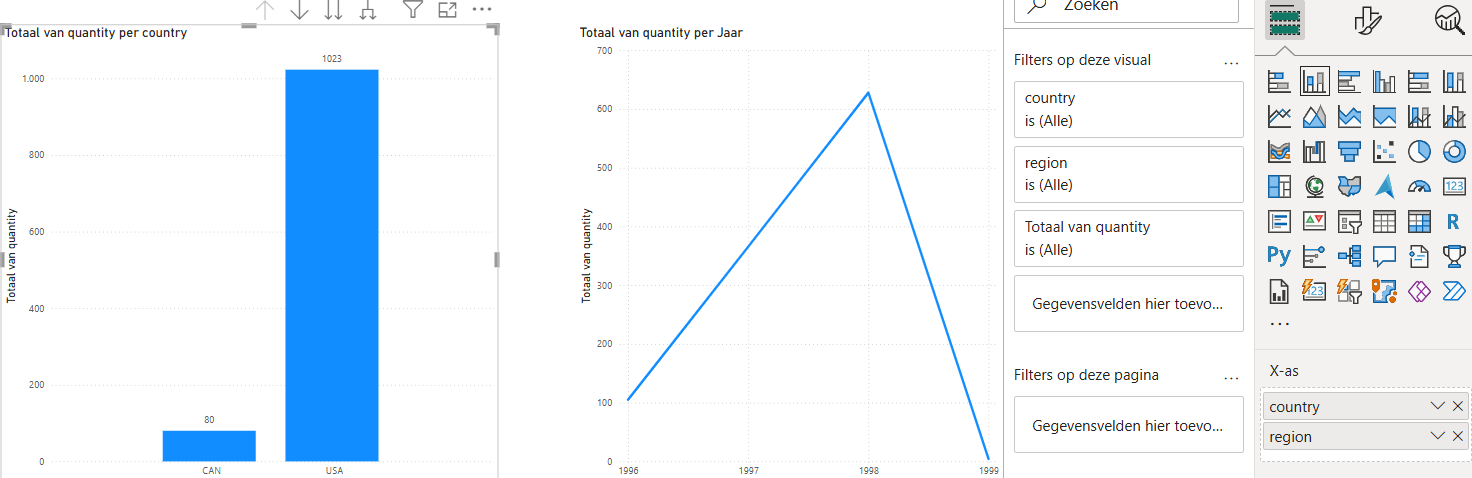 Totaal van quantity per country
Totaal van quantity
1.000
800
600
400
200
0
1023
80
CAN
USA
Totaal van quantity per Jaar
Totaal van quantity
700
600
500
400
300
200
100
0
1996
1997
1998
1999
Zoeken
Filters op deze visual
...
country
is (Alle)
region
is (Alle)
Totaal van quantity
is (Alle)
Gegevensvelden hier toevo...
Filters op deze pagina
...
Gegevensvelden hier toevo...
123
R
Py
123
...
X-as
country
region